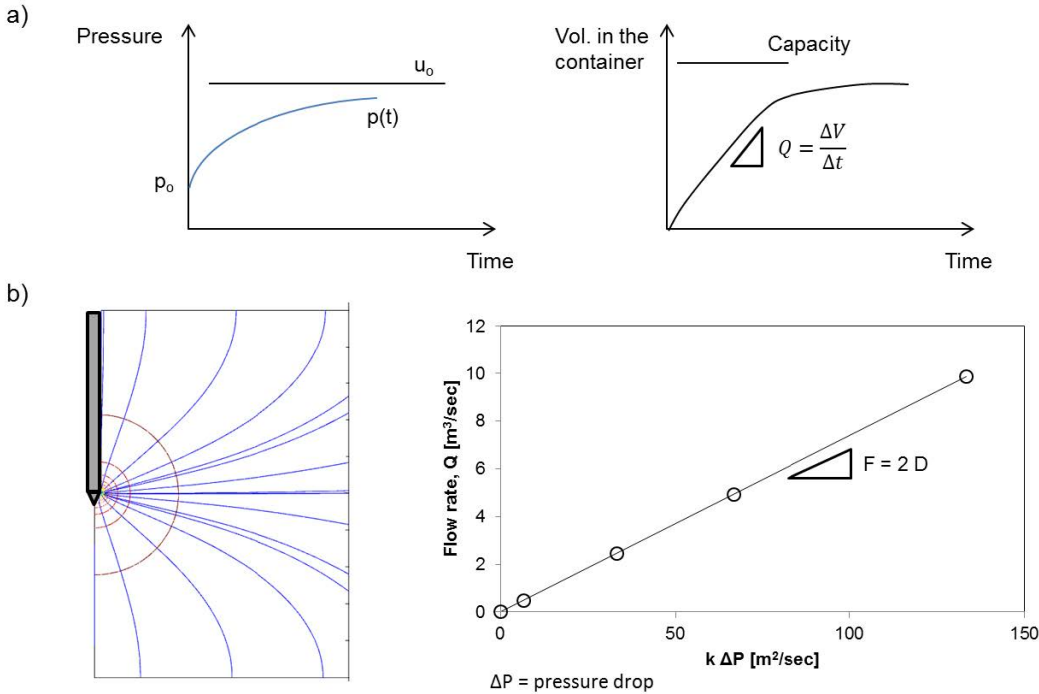 a)
Pressure
uₒ
p(t)
pₒ
Time
Vol. in the
container
Capacity
Q = ΔV/Δt
Time
b)
Flow rate, Q [m³/sec]
12
10
8
6
4
2
0
F = 2 D
0
50
100
150
k ΔP [m²/sec]
ΔP = pressure drop